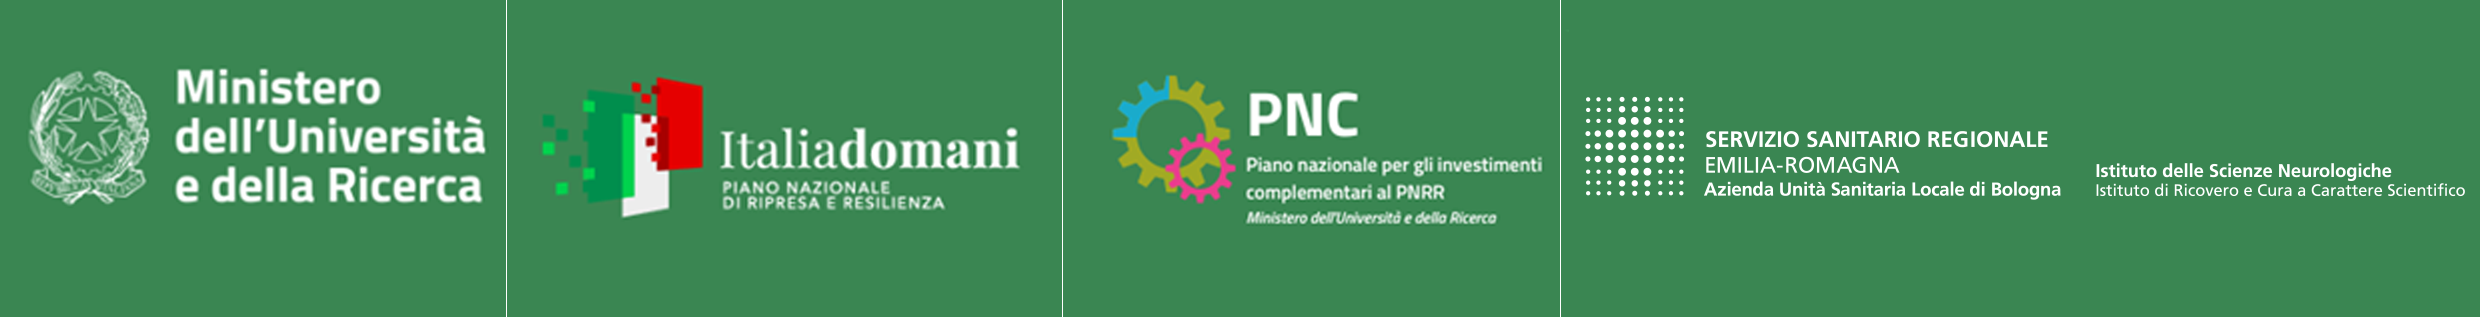 Ministero
dell'Università
e della Ricerca
Italiadomani
PIANO NAZIONALE
DI RIPRESA E RESILIENZA
PNC
Piano nazionale per gli investimenti
complementari al PNRR
Ministero dell'Università e della Ricerca
SERVIZIO SANITARIO REGIONALE
EMILIA-ROMAGNA
Azienda Unità Sanitaria Locale di Bologna
Istituto delle Scienze Neurologiche
Istituto di Ricovero e Cura a Carattere Scientifico